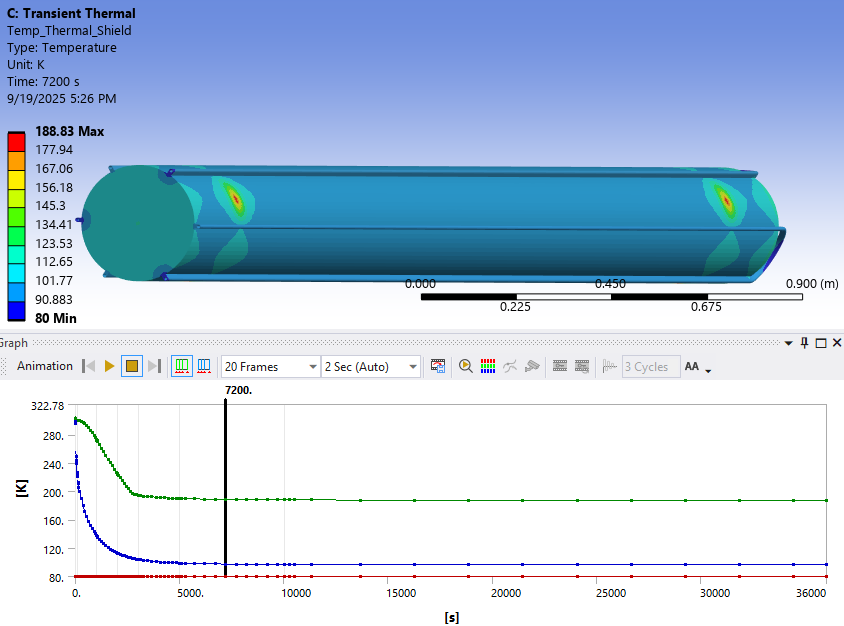 C: Transient Thermal
Temp_Thermal_Shield
Type: Temperature
Unit: K
Time: 7200 s
9/19/2025 5:26 PM
188.83 Max
177.94
167.06
156.18
145.3
134.41
123.53
112.65
101.77
90.883
80 Min
0.000 0.450 0.900 (m)
0.225 0.675
Graph
Animation 20 Frames 2 Sec (Auto) 3 Cycles AA
7200.
322.78
280.
240.
200.
160.
120.
80.
[K]
0. 5000. 10000 15000 20000 25000 30000 36000
[s]